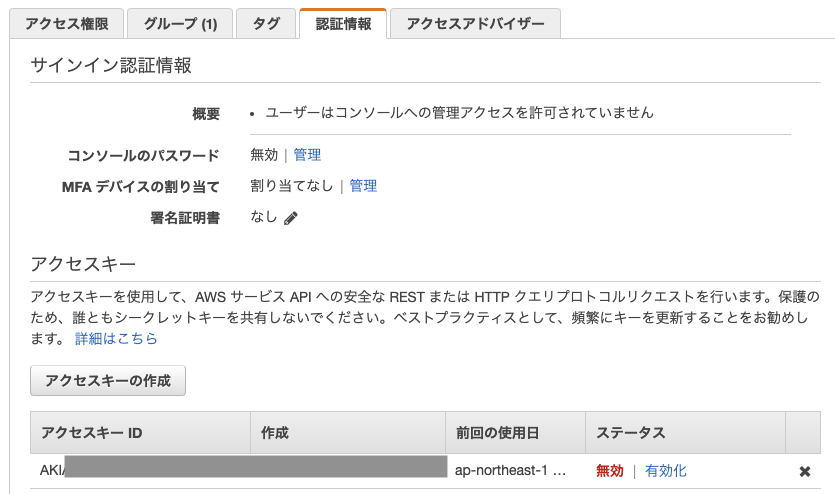 アクセス権限 グループ (1) タグ 認証情報 アクセスアドバイザー
サインイン認証情報
概要 • ユーザーはコンソールへの管理アクセスを許可されていません
コンソールのパスワード 無効 | 管理
MFA デバイスの割り当て 割り当てなし | 管理
署名証明書 なし
アクセスキー
アクセスキーを使用して、AWS サービス API への安全な REST または HTTP クエリプロトコルリクエストを行います。保護の
ため、誰ともシークレットキーを共有しないでください。ベストプラクティスとして、頻繁にキーを更新することをお勧めし
ます。 詳細はこちら
アクセスキーの作成
アクセスキー ID 作成 前回の使用日 ステータス
AKIA ap-northeast-1 ... 無効 | 有効化 ✖